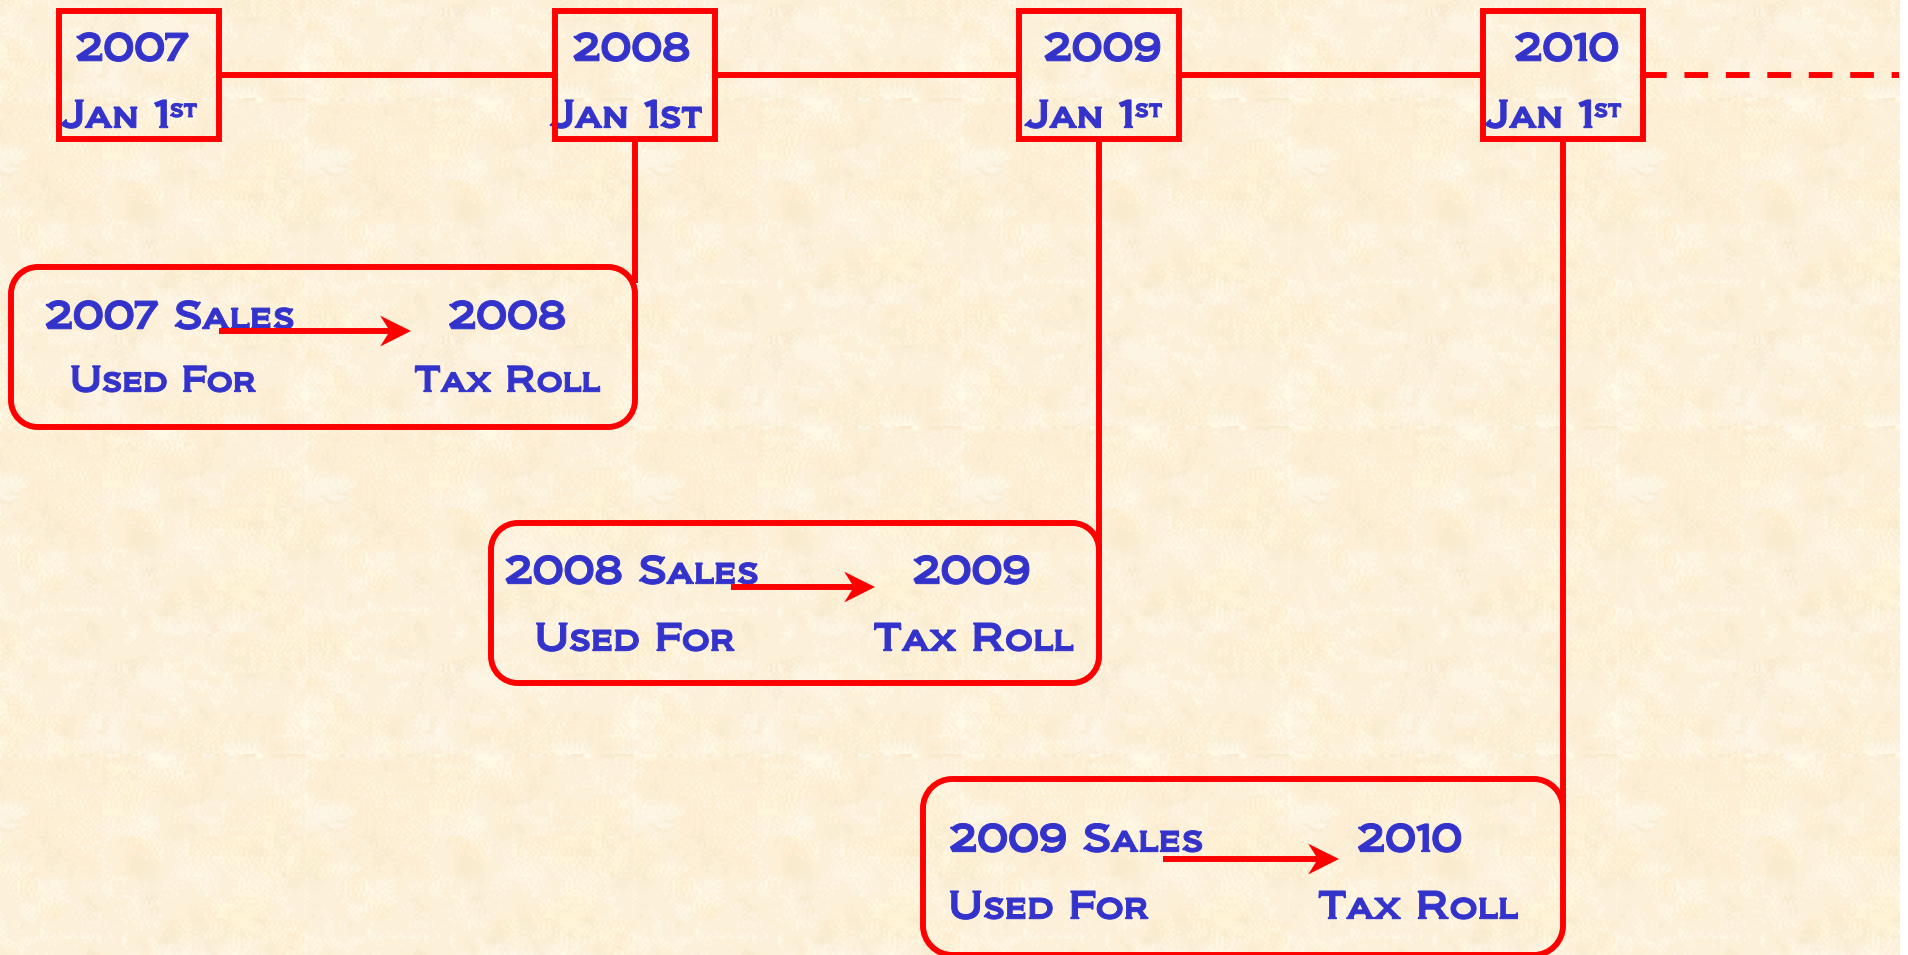 2007
Jan 1st
2008
Jan 1st
2009
Jan 1st
2010
Jan 1st
2007 Sales
Used For
2008
Tax Roll
2008 Sales
Used For
2009
Tax Roll
2009 Sales
Used For
2010
Tax Roll